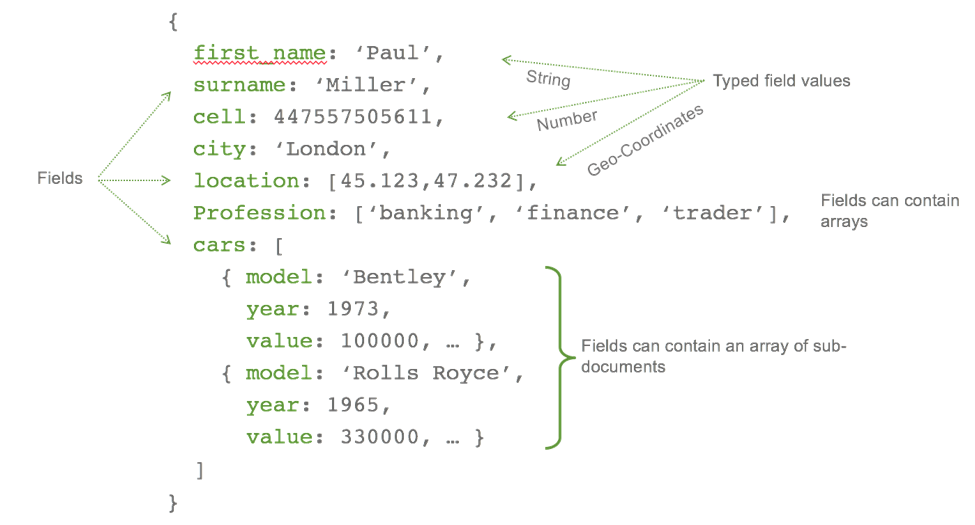 {
first_name: ‘Paul’,
surname: ‘Miller’,
cell: 447557505611,
city: ‘London’,
location: [45.123,47.232],
Profession: [‘banking’, ‘finance’, ‘trader’],
cars: [
{ model: ‘Bentley’,
year: 1973,
value: 100000, … },
{ model: ‘Rolls Royce’,
year: 1965,
value: 330000, … }
]
}
Fields
String
Number
Geo-Coordinates
Typed field values
Fields can contain
arrays
Fields can contain an array of sub-
documents